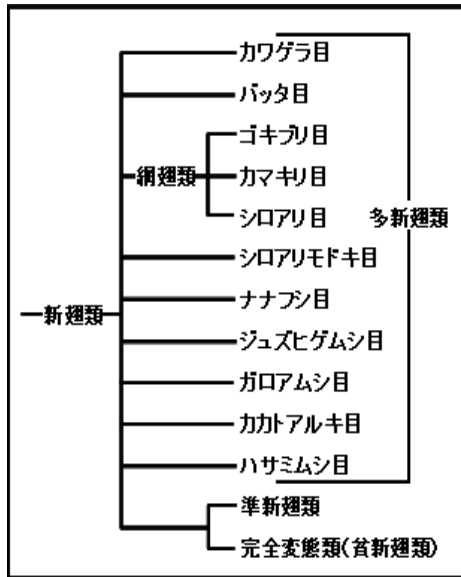 カワゲラ目
バッタ目
ゴキブリ目
網翅類
カマキリ目
シロアリ目
多新翅類
シロアリモドキ目
ナナフシ目
新翅類
ジュズヒゲムシ目
ガロアムシ目
カカトアルキ目
ハサミムシ目
準新翅類
完全変態類(貧新翅類)